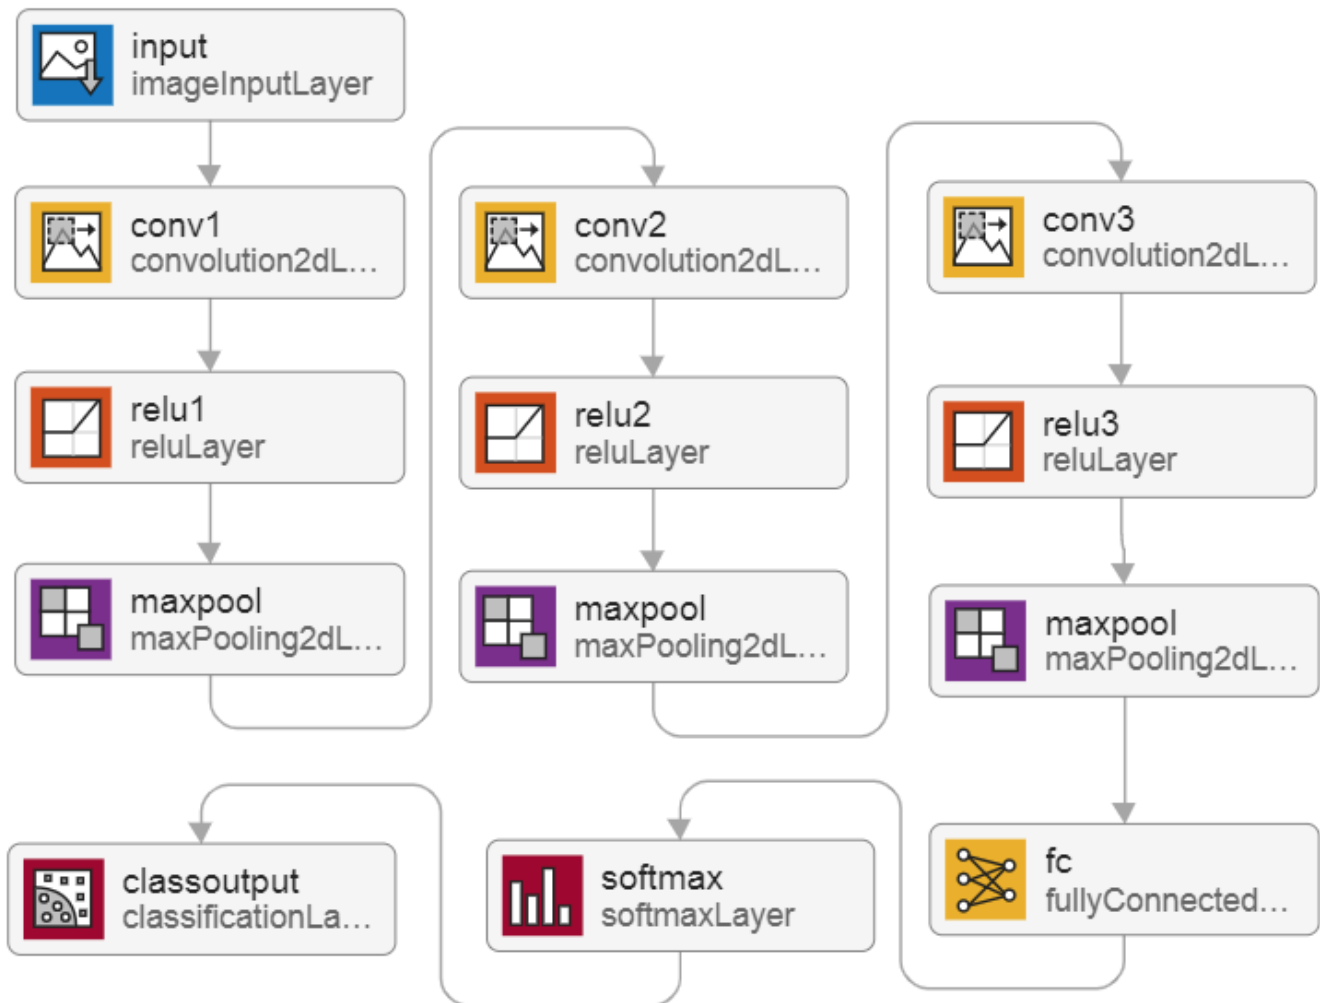 input
imageInputLayer
conv1
convolution2dL...
relu1
reluLayer
maxpool
maxPooling2dL...
conv2
convolution2dL...
relu2
reluLayer
maxpool
maxPooling2dL...
conv3
convolution2dL...
relu3
reluLayer
maxpool
maxPooling2dL...
fc
fullyConnected...
softmax
softmaxLayer
classoutput
classificationLa...